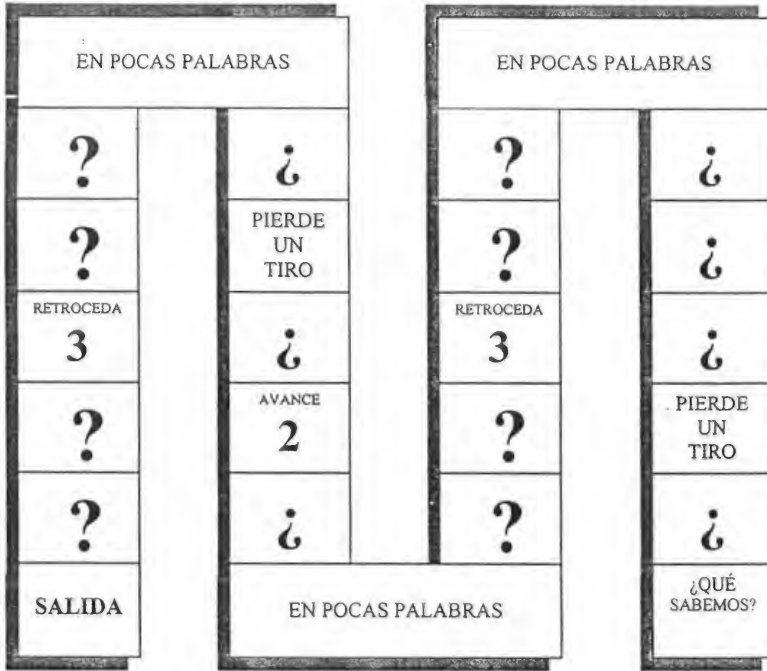 EN POCAS PALABRAS
EN POCAS PALABRAS
? ¿ ? ¿
?
PIERDE
UN
TIRO
? ¿
RETROCEDA
3
¿
RETROCEDA
3
¿
?
AVANCE
2
?
PIERDE
UN
TIRO
? ¿ ? ¿
SALIDA
EN POCAS PALABRAS
¿QUÉ
SABEMOS?